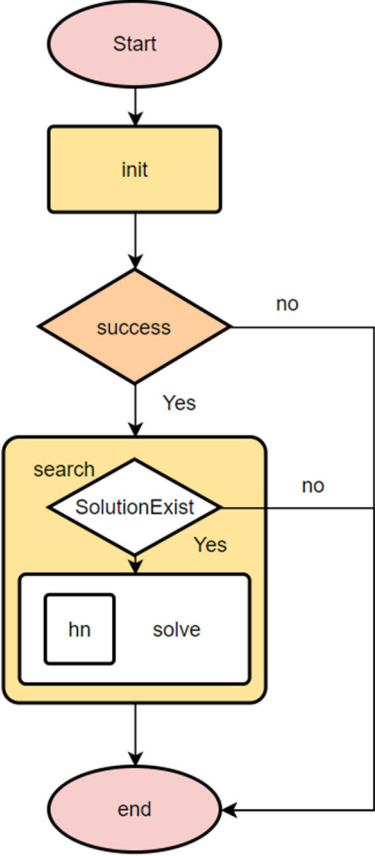 Start
init
success
no
Yes
search
SolutionExist
no
Yes
hn
solve
end